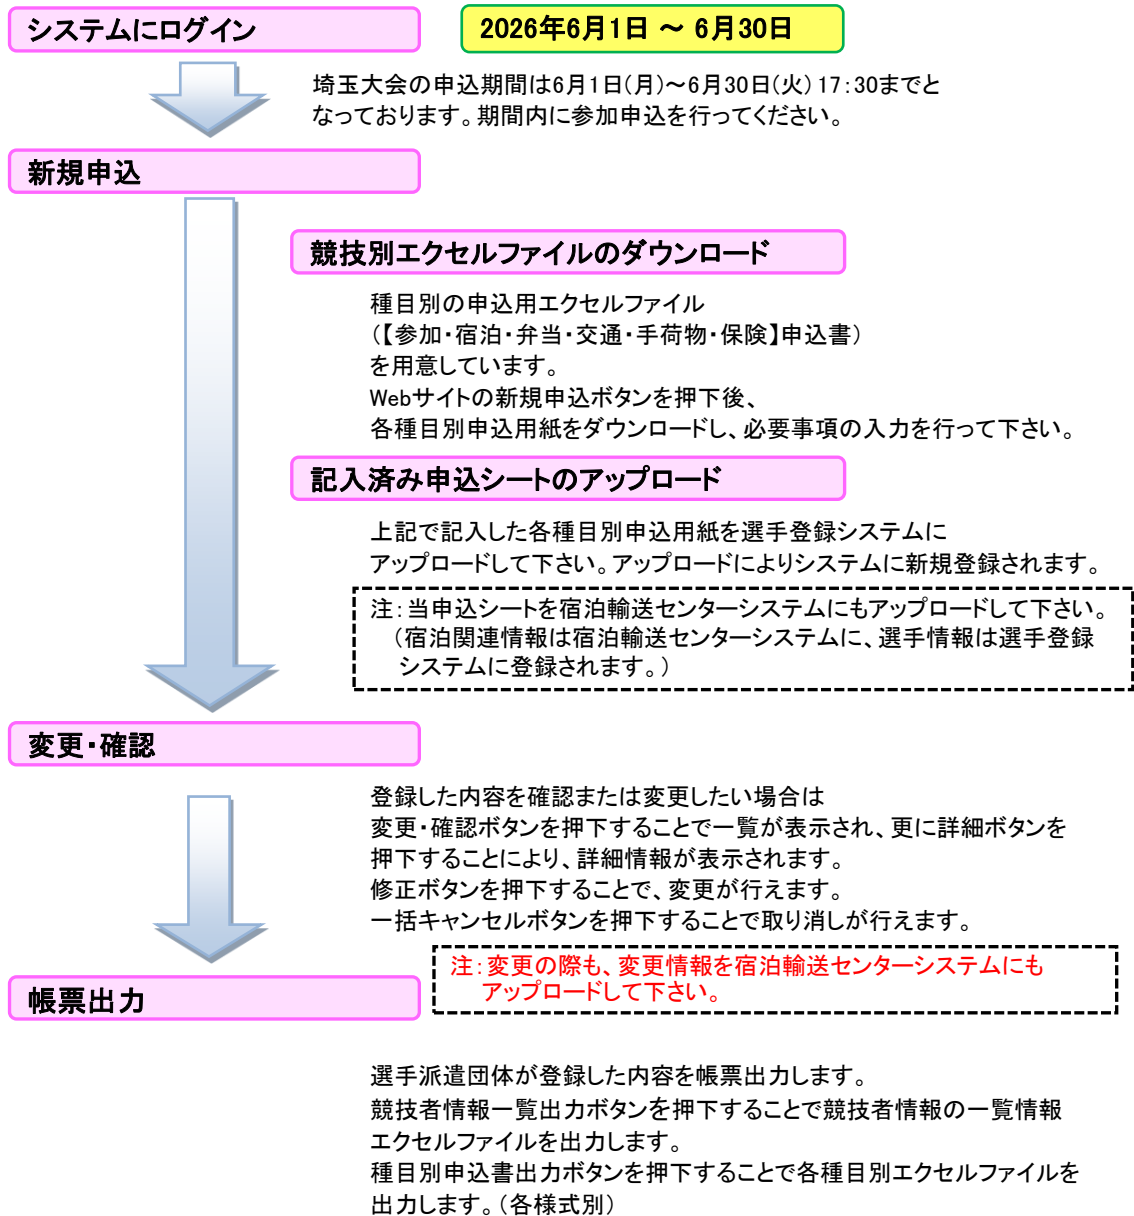 システムにログイン
2026年6月1日 ～ 6月30日
埼玉大会の申込期間は6月1日(月)～6月30日(火) 17：30までと
なっております。期間内に参加申込を行ってください。
新規申込
競技別エクセルファイルのダウンロード
種目別の申込用エクセルファイル
（【参加・宿泊・弁当・交通・手荷物・保険】申込書）
を用意しています。
Webサイトの新規申込ボタンを押下後、
各種目別申込用紙をダウンロードし、必要事項の入力を行って下さい。
記入済み申込シートのアップロード
上記で記入した各種目別申込用紙を選手登録システムに
アップロードして下さい。アップロードによりシステムに新規登録されます。
注：当申込シートを宿泊輸送センターシステムにもアップロードして下さい。
（宿泊関連情報は宿泊輸送センターシステムに、選手情報は選手登録
システムに登録されます。）
変更・確認
登録した内容を確認または変更したい場合は
変更・確認ボタンを押下することで一覧が表示され、更に詳細ボタンを
押下することにより、詳細情報が表示されます。
修正ボタンを押下することで、変更が行えます。
一括キャンセルボタンを押下することで取り消しが行えます。
注：変更の際も、変更情報を宿泊輸送センターシステムにも
アップロードして下さい。
帳票出力
選手派遣団体が登録した内容を帳票出力します。
競技者情報一覧出力ボタンを押下することで競技者情報の一覧情報
エクセルファイルを出力します。
種目別申込書出力ボタンを押下することで各種目別エクセルファイルを
出力します。（各様式別）